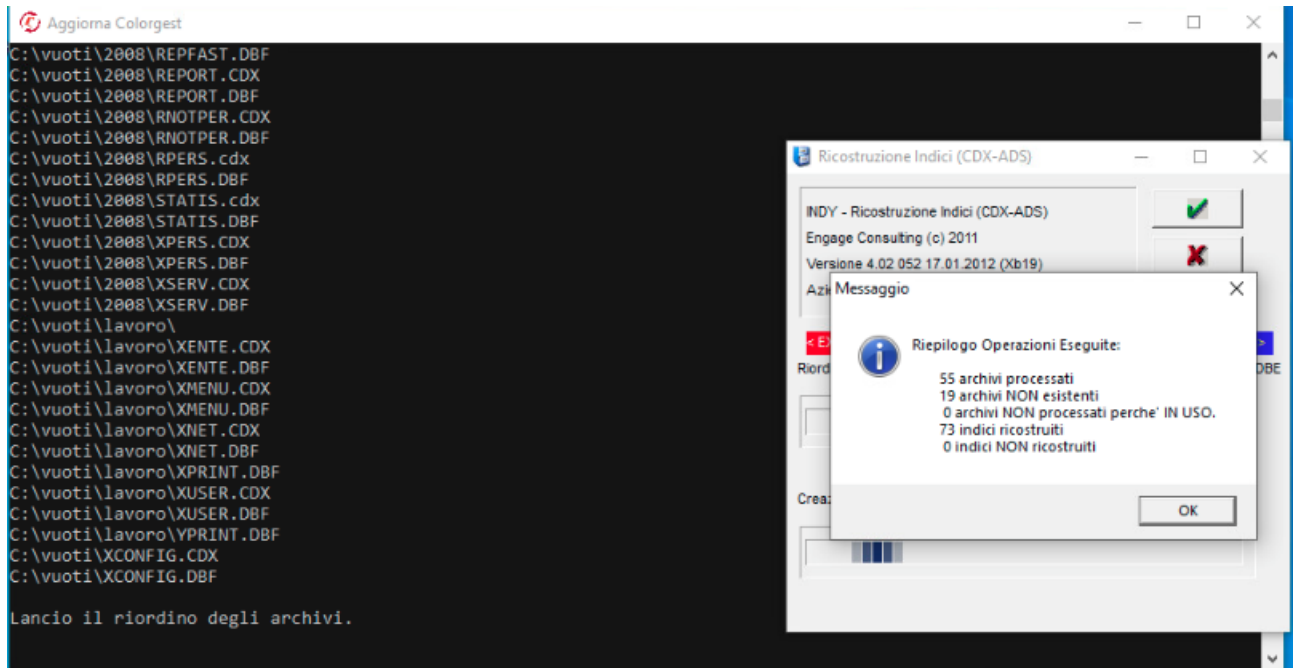 Aggiorna Colorgest
C:\vuoti\2008\REPFAST.DBF
C:\vuoti\2008\REPORT.CDX
C:\vuoti\2008\REPORT.DBF
C:\vuoti\2008\RNOTPER.CDX
C:\vuoti\2008\RNOTPER.DBF
C:\vuoti\2008\RPERS.cdx
C:\vuoti\2008\RPERS.DBF
C:\vuoti\2008\STATIS.cdx
C:\vuoti\2008\STATIS.DBF
C:\vuoti\2008\XPERS.CDX
C:\vuoti\2008\XPERS.DBF
C:\vuoti\2008\XSERV.CDX
C:\vuoti\2008\XSERV.DBF
C:\vuoti\lavoro\
C:\vuoti\lavoro\XENTE.CDX
C:\vuoti\lavoro\XENTE.DBF
C:\vuoti\lavoro\XMENU.CDX
C:\vuoti\lavoro\XMENU.DBF
C:\vuoti\lavoro\XNET.CDX
C:\vuoti\lavoro\XNET.DBF
C:\vuoti\lavoro\XPRINT.DBF
C:\vuoti\lavoro\XUSER.CDX
C:\vuoti\lavoro\XUSER.DBF
C:\vuoti\lavoro\YPRINT.DBF
C:\vuoti\XCONFIG.CDX
C:\vuoti\XCONFIG.DBF
Lancio il riordino degli archivi.
Ricostruzione Indici (CDX-ADS)
INDY - Ricostruzione Indici (CDX-ADS)
Engage Consulting (c) 2011
Versione 4.02 052 17.01.2012 (Xb19)
Azi
< E
>
Riord
DBE
Crea
Messaggio
Riepilogo Operazioni Eseguite:
55 archivi processati
19 archivi NON esistenti
0 archivi NON processati perche' IN USO.
73 indici ricostruiti
0 indici NON ricostruiti
OK